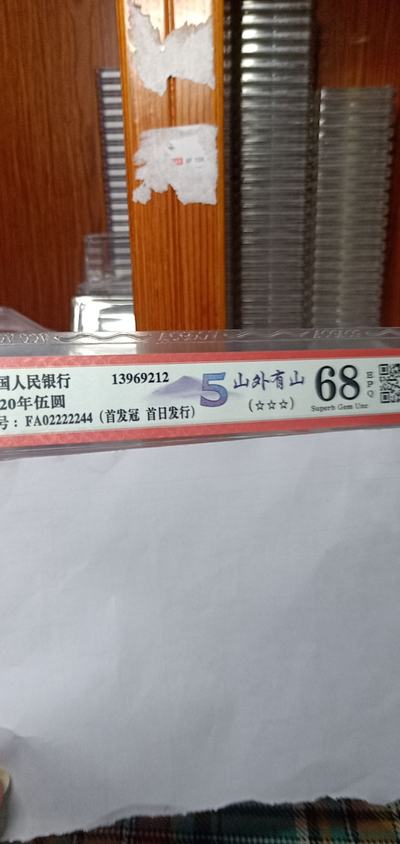 国人民银行 13969212 5 山外有山 68 EPQ
20年伍圆 (☆☆☆) Superb Gem Unc
号: FA02222244 (首发冠 首日发行)